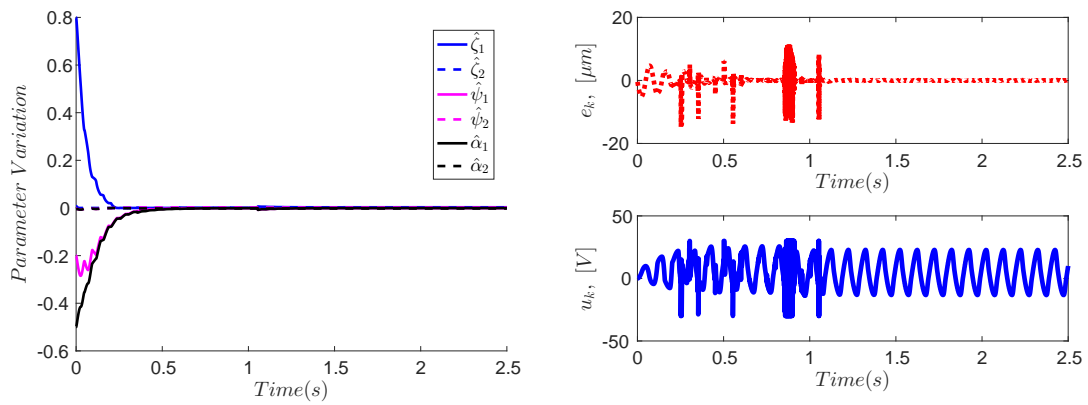 0.8
0.6
0.4
0.2
0
-0.2
-0.4
-0.6
Parameter Variation
0 0.5 1 1.5 2 2.5
Time(s)
ζ̂₁
ζ̂₂
ψ̂₁
ψ̂₂
α̂₁
α̂₂
20
0
-20
e_k, [μm]
0 0.5 1 1.5 2 2.5
Time(s)
50
0
-50
u_k, [V]
0 0.5 1 1.5 2 2.5
Time(s)